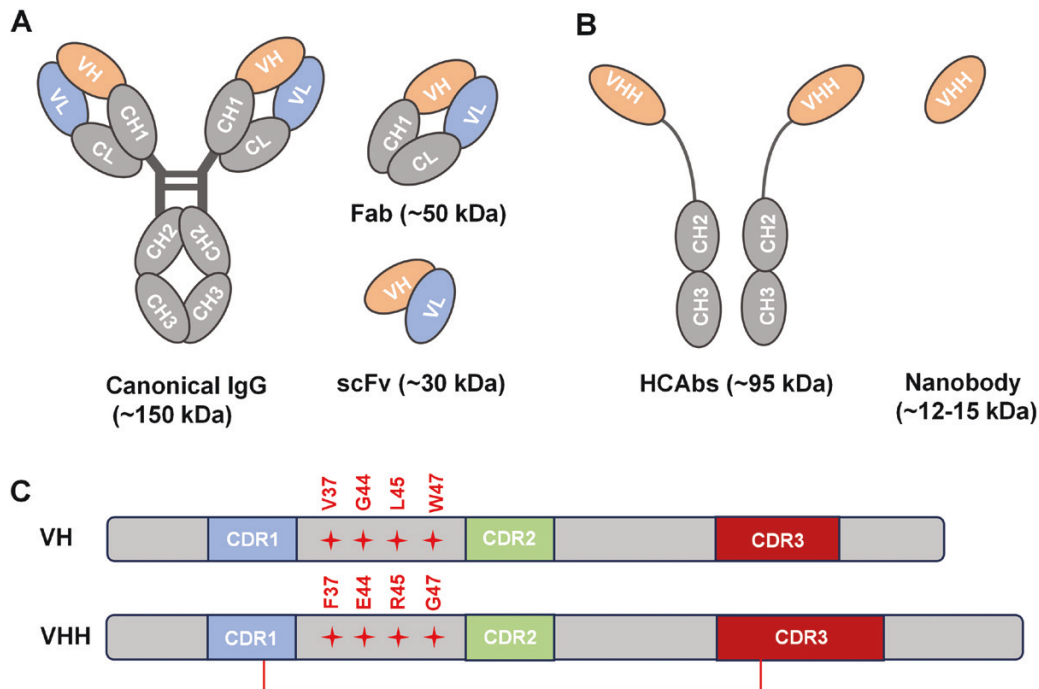 A
VH
VL
CH1
CL
VH
VL
CH1
CL
CH2
CH2
CH3
CH3
Canonical IgG
(~150 kDa)
VH
CH1
VL
CL
Fab (~50 kDa)
VH
VL
scFv (~30 kDa)
B
VHH
VHH
CH2
CH3
CH2
CH3
HCAbs (~95 kDa)
VHH
Nanobody
(~12-15 kDa)
C
V37 G44 L45 W47
VH CDR1 CDR2 CDR3
F37 E44 R45 G47
VHH CDR1 CDR2 CDR3